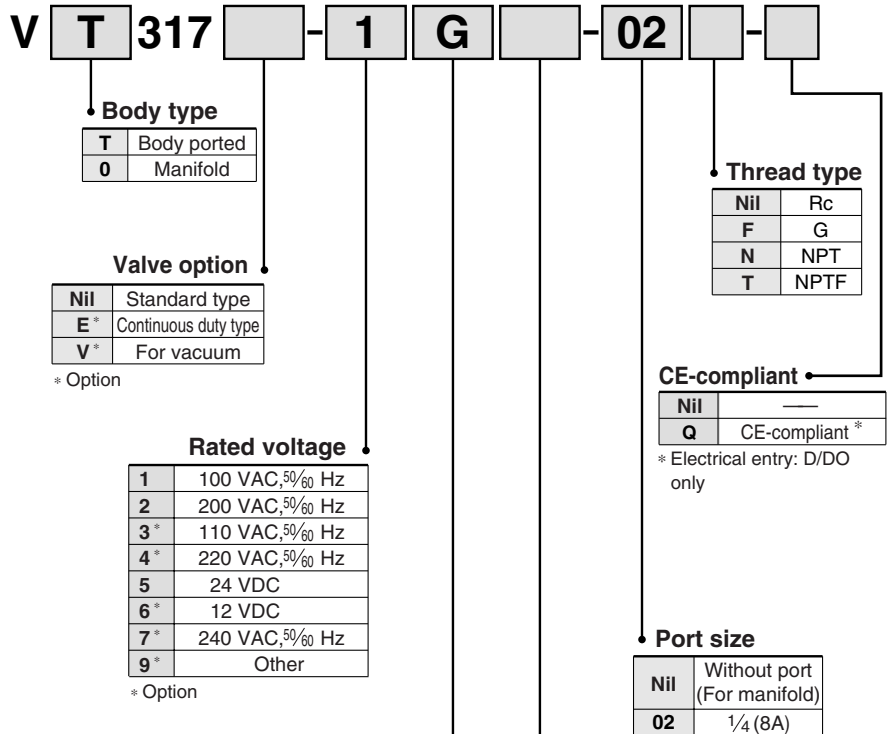 V T 317 - 1 G - 02 -
Body type
T Body ported
0 Manifold
Thread type
Nil Rc
F G
N NPT
T NPTF
Valve option
Nil Standard type
E* Continuous duty type
V* For vacuum
* Option
CE-compliant
Nil —
Q CE-compliant *
* Electrical entry: D/DO
only
Rated voltage
1 100 VAC,50/60 Hz
2 200 VAC,50/60 Hz
3* 110 VAC,50/60 Hz
4* 220 VAC,50/60 Hz
5 24 VDC
6* 12 VDC
7* 240 VAC,50/60 Hz
9* Other
* Option
Port size
Nil Without port
(For manifold)
02 1/4 (8A)